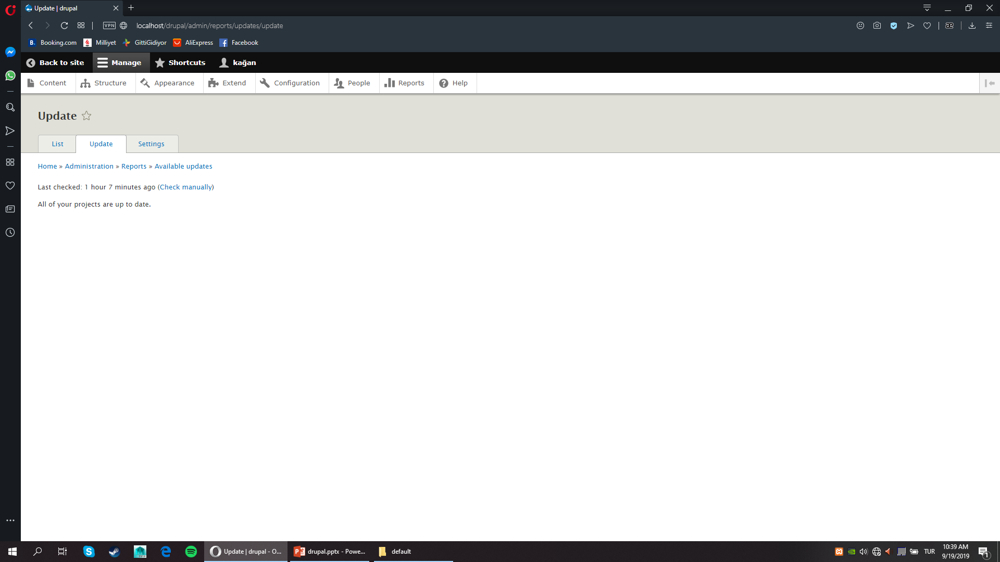 Update | drupal
VPN
localhost/drupal/admin/reports/updates/update
B. Booking.com Milliyet GittiGidiyor AliExpress Facebook
Back to site Manage Shortcuts kağan
Content Structure Appearance Extend Configuration People Reports Help
Update
List Update Settings
Home » Administration » Reports » Available updates
Last checked: 1 hour 7 minutes ago (Check manually)
All of your projects are up to date.
Update | drupal - O... drupal.pptx - Powe... default
TUR
10:39 AM
9/19/2019
1